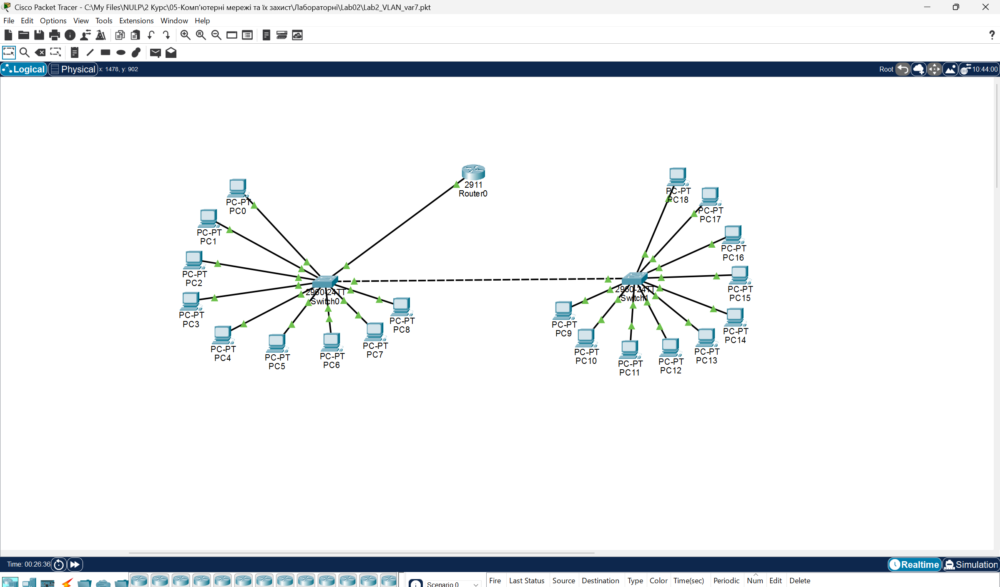 Cisco Packet Tracer - C:\My Files\NULP\2 Курс\05-Комп'ютерні мережі та їх захист\Лабораторні\Lab02\Lab2_VLAN_var7.pkt
File Edit Options View Tools Extensions Window Help
Logical Physical x: 1478, y: 902 Root 10:44:00
2911
Router0
PC-PT
PC0
PC-PT
PC1
PC-PT
PC2
PC-PT
PC3
PC-PT
PC4
PC-PT
PC5
PC-PT
PC6
PC-PT
PC7
PC-PT
PC8
2960-24TT
Switch0
2960-24TT
Switch1
PC-PT
PC18
PC-PT
PC17
PC-PT
PC16
PC-PT
PC15
PC-PT
PC14
PC-PT
PC13
PC-PT
PC12
PC-PT
PC11
PC-PT
PC10
PC-PT
PC9
Time: 00:26:36 Realtime Simulation
Scenario 0
Fire Last Status Source Destination Type Color Time(sec) Periodic Num Edit Delete